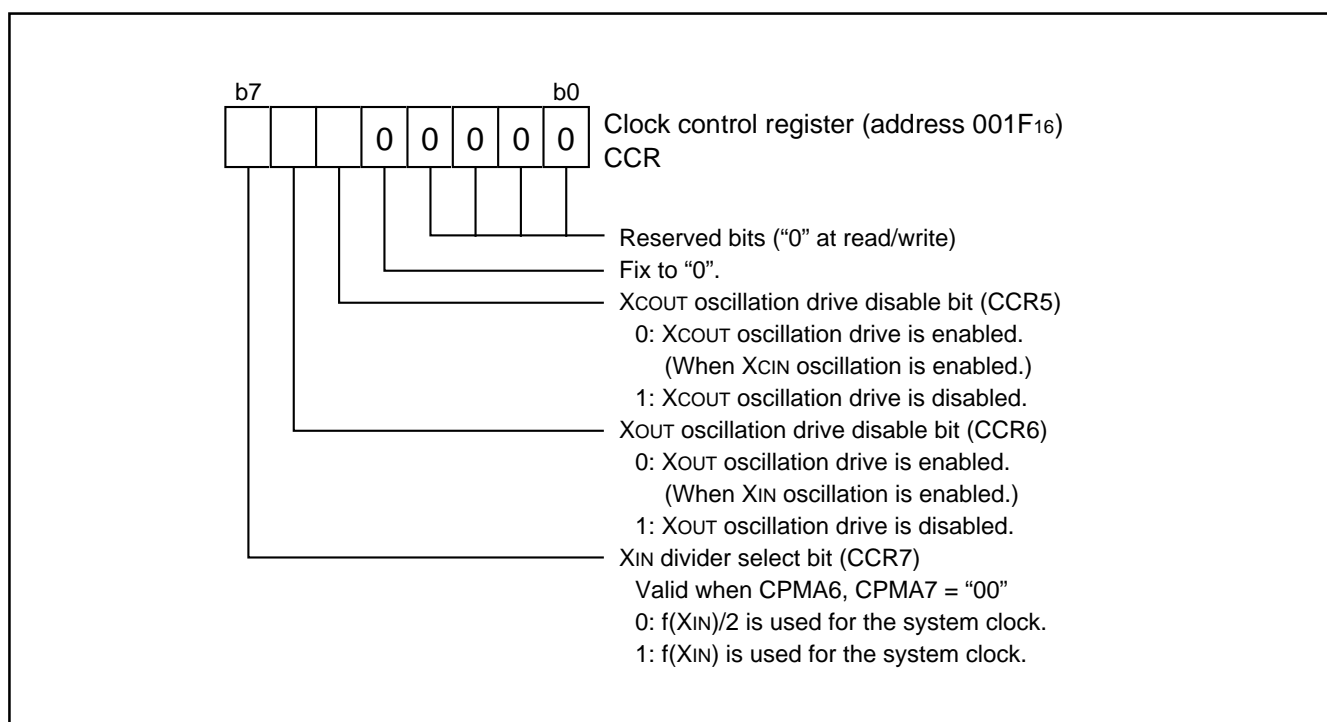 b7 b0
0 0 0 0 0
Clock control register (address 001F16)
CCR
Reserved bits (“0” at read/write)
Fix to “0”.
XCOUT oscillation drive disable bit (CCR5)
0: XCOUT oscillation drive is enabled.
(When XCIN oscillation is enabled.)
1: XCOUT oscillation drive is disabled.
XOUT oscillation drive disable bit (CCR6)
0: XOUT oscillation drive is enabled.
(When XIN oscillation is enabled.)
1: XOUT oscillation drive is disabled.
XIN divider select bit (CCR7)
Valid when CPMA6, CPMA7 = “00”
0: f(XIN)/2 is used for the system clock.
1: f(XIN) is used for the system clock.